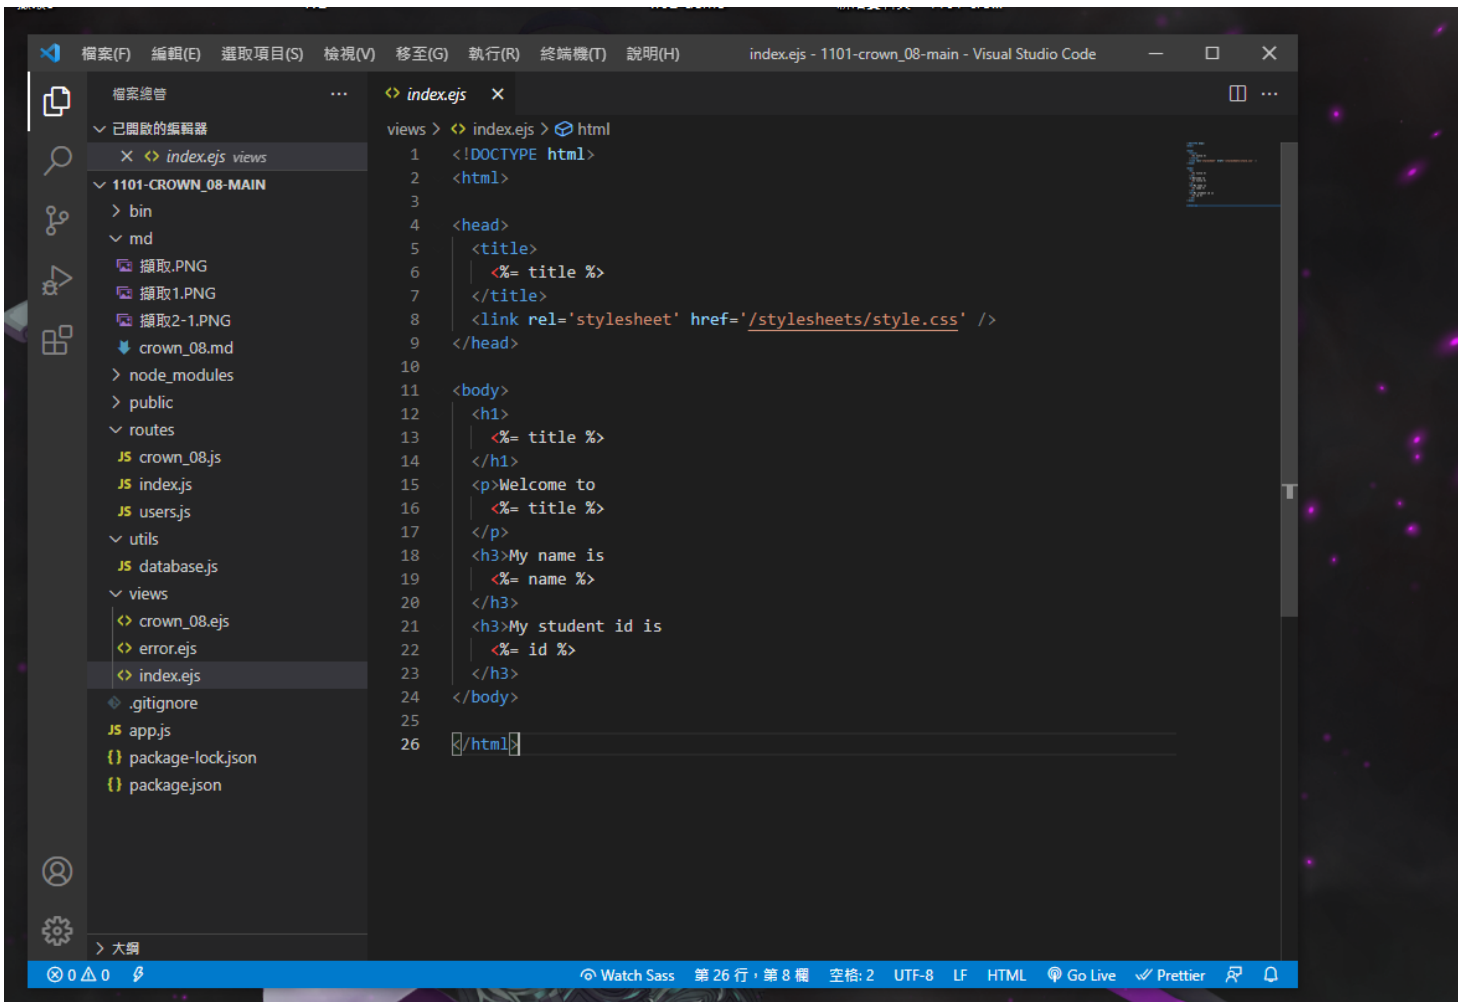 檔案(F) 編輯(E) 選取項目(S) 檢視(V) 移至(G) 執行(R) 終端機(T) 說明(H) index.ejs - 1101-crown_08-main - Visual Studio Code
檔案總管
已開啟的編輯器
index.ejs views
1101-CROWN_08-MAIN
bin
md
擷取.PNG
擷取1.PNG
擷取2-1.PNG
crown_08.md
node_modules
public
routes
JS crown_08.js
JS index.js
JS users.js
utils
JS database.js
views
crown_08.ejs
error.ejs
index.ejs
.gitignore
JS app.js
{} package-lock.json
{} package.json
大綱
index.ejs
views > index.ejs > html
1 <!DOCTYPE html>
2 <html>
3
4 <head>
5 <title>
6 <%= title %>
7 </title>
8 <link rel='stylesheet' href='/stylesheets/style.css' />
9 </head>
10
11 <body>
12 <h1>
13 <%= title %>
14 </h1>
15 <p>Welcome to
16 <%= title %>
17 </p>
18 <h3>My name is
19 <%= name %>
20 </h3>
21 <h3>My student id is
22 <%= id %>
23 </h3>
24 </body>
25
26 </html>
0 0 Watch Sass 第 26 行，第 8 欄 空格: 2 UTF-8 LF HTML Go Live Prettier